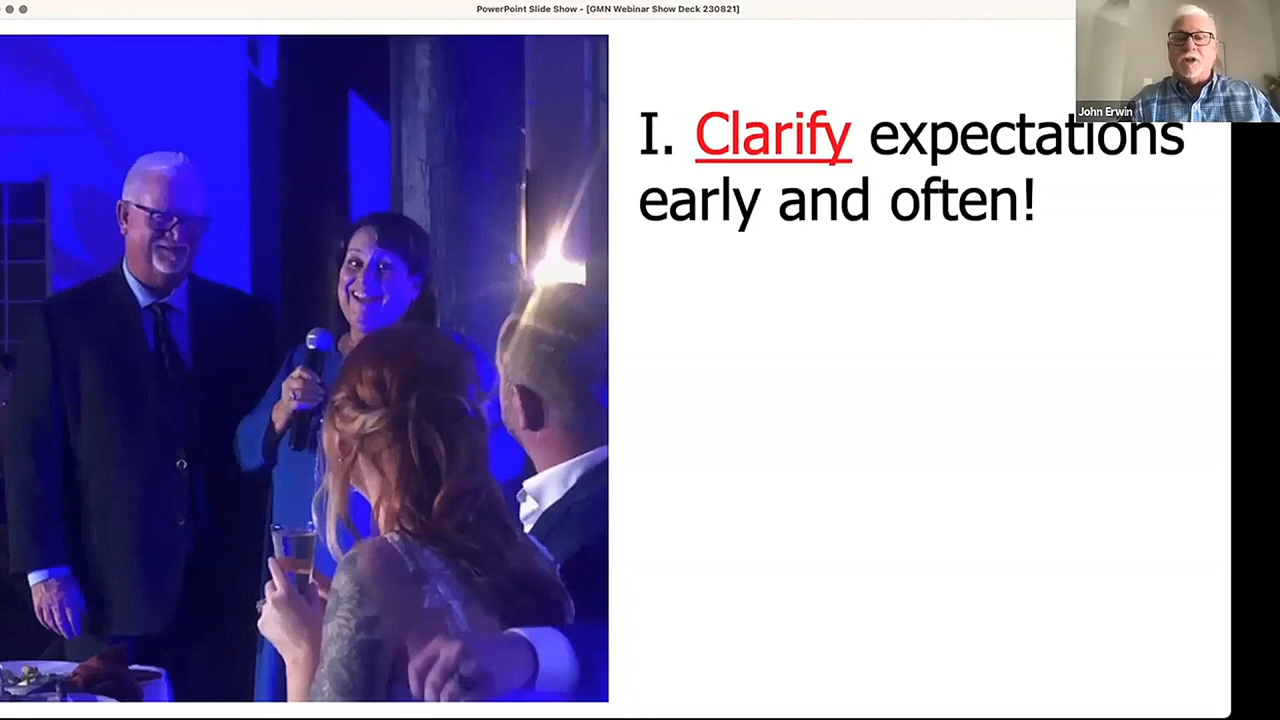 PowerPoint Slide Show - [GMN Webinar Show Deck 230821]
John Erwin
I. Clarify expectations
early and often!